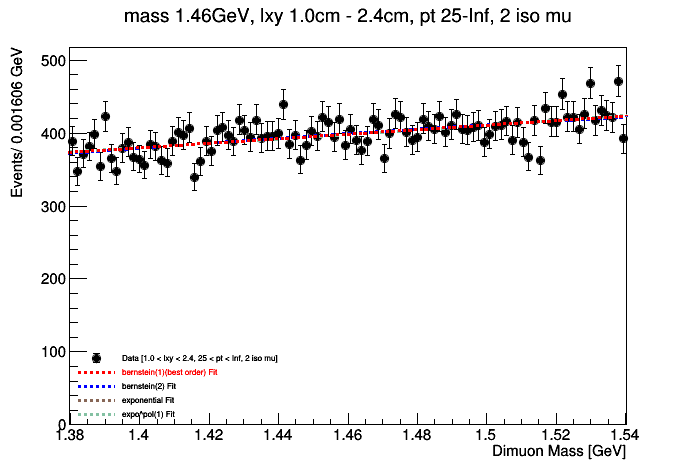 mass 1.46GeV, lxy 1.0cm - 2.4cm, pt 25-Inf, 2 iso mu
Events/ 0.001606 GeV
500
400
300
200
100
0
Data [1.0 < lxy < 2.4, 25 < pt < Inf, 2 iso mu]
bernstein(1)(best order) Fit
bernstein(2) Fit
exponential Fit
expo*pol(1) Fit
1.38 1.4 1.42 1.44 1.46 1.48 1.5 1.52 1.54
Dimuon Mass [GeV]